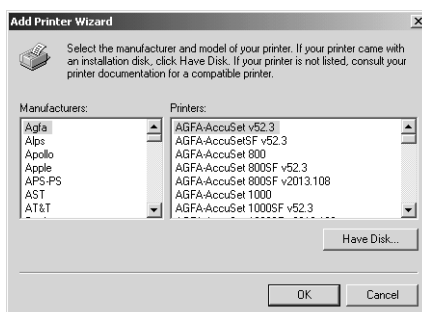 Add Printer Wizard
Select the manufacturer and model of your printer. If your printer came with
an installation disk, click Have Disk. If your printer is not listed, consult your
printer documentation for a compatible printer.
Manufacturers:
Agfa
Alps
Apollo
Apple
APS-PS
AST
AT&T
Printers:
AGFA-AccuSet v52.3
AGFA-AccuSetSF v52.3
AGFA-AccuSet 800
AGFA-AccuSet 800SF v52.3
AGFA-AccuSet 800SF v2013.108
AGFA-AccuSet 1000
AGFA-AccuSet 1000SF v52.3
Have Disk...
OK
Cancel